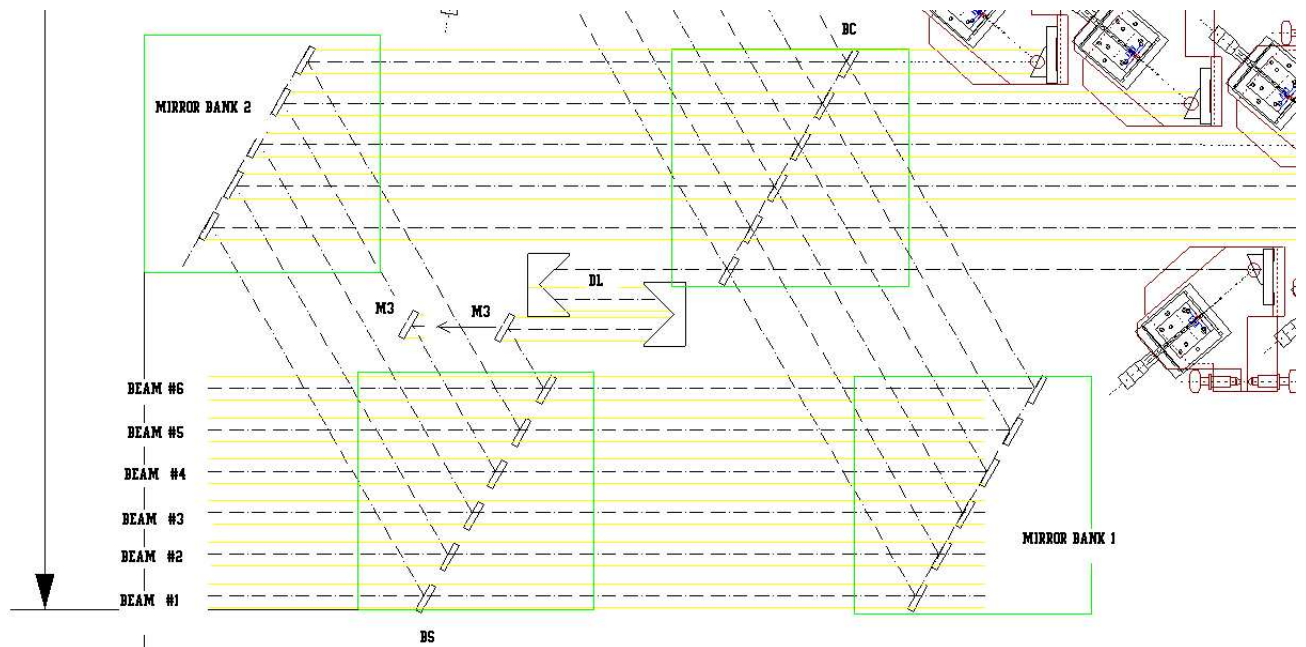 BC
MIRROR BANK 2
DL
M3
M3
BEAM #6
BEAM #5
BEAM #4
BEAM #3
BEAM #2
MIRROR BANK 1
BEAM #1
BS